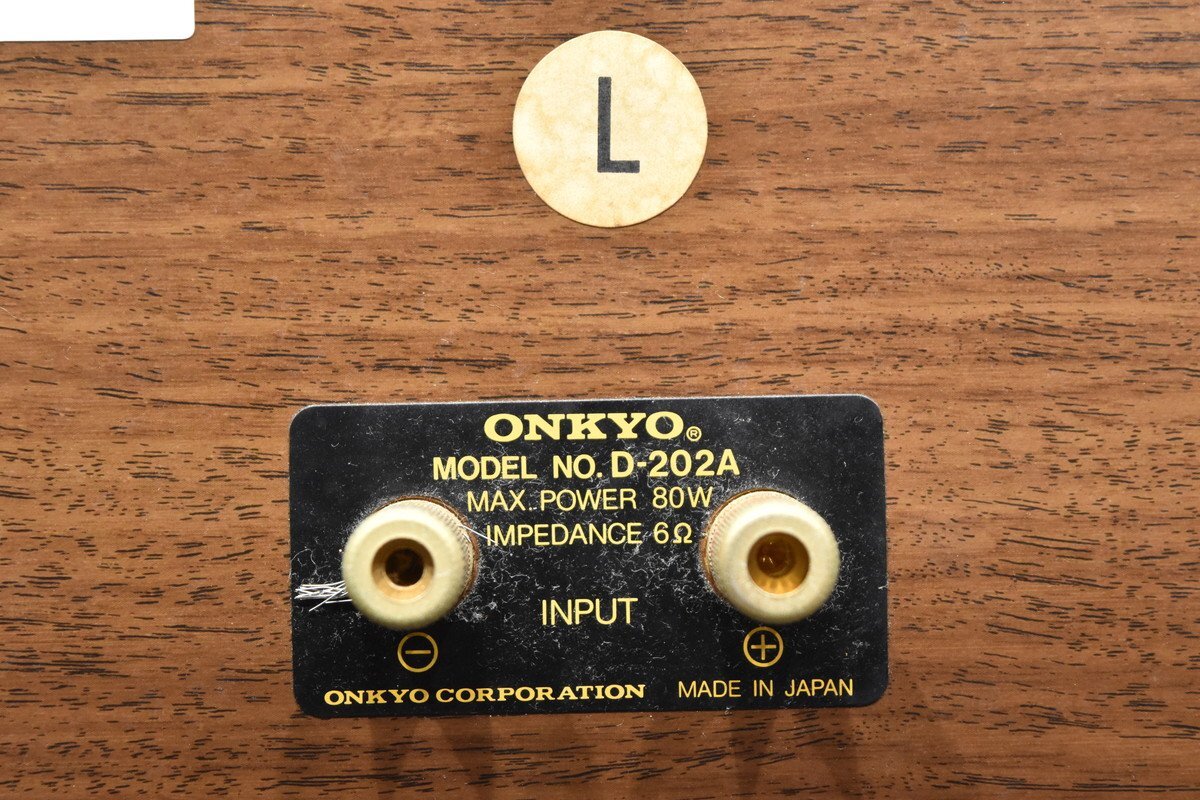 L
ONKYO®
MODEL NO. D-202A
MAX. POWER 80W
IMPEDANCE 6Ω
INPUT
⊖ ⊕
ONKYO CORPORATION MADE IN JAPAN